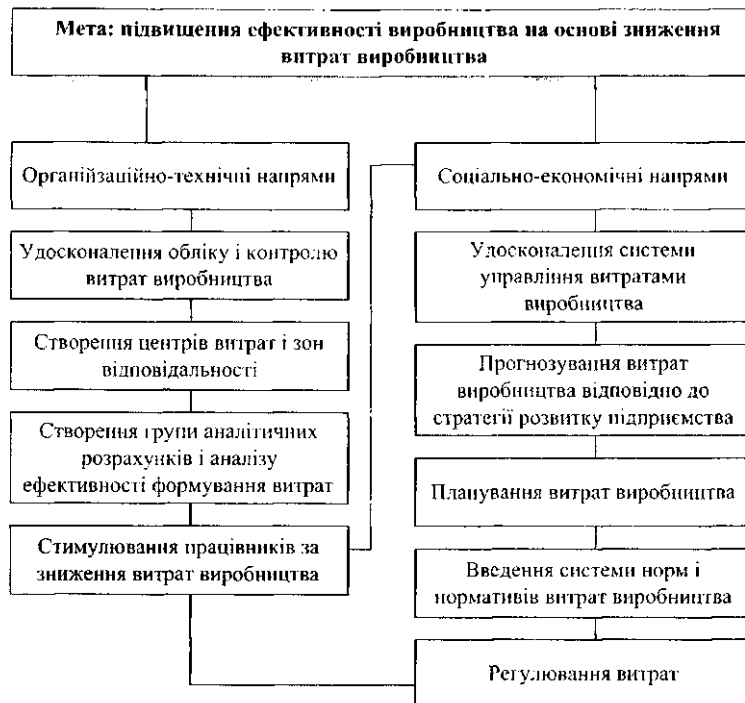 Мета: підвищення ефективності виробництва на основі зниження
витрат виробництва
Органійзаційно-технічні напрями
Удосконалення обліку і контролю
витрат виробництва
Створення центрів витрат і зон
відповідальності
Створення групи аналітичних
розрахунків і аналізу
ефективності формування витрат
Стимулювання працівників за
зниження витрат виробництва
Соціально-економічні напрями
Удосконалення системи
управління витратами
виробництва
Прогнозування витрат
виробництва відповідно до
стратегії розвитку підприємства
Планування витрат виробництва
Введення системи норм і
нормативів витрат виробництва
Регулювання витрат